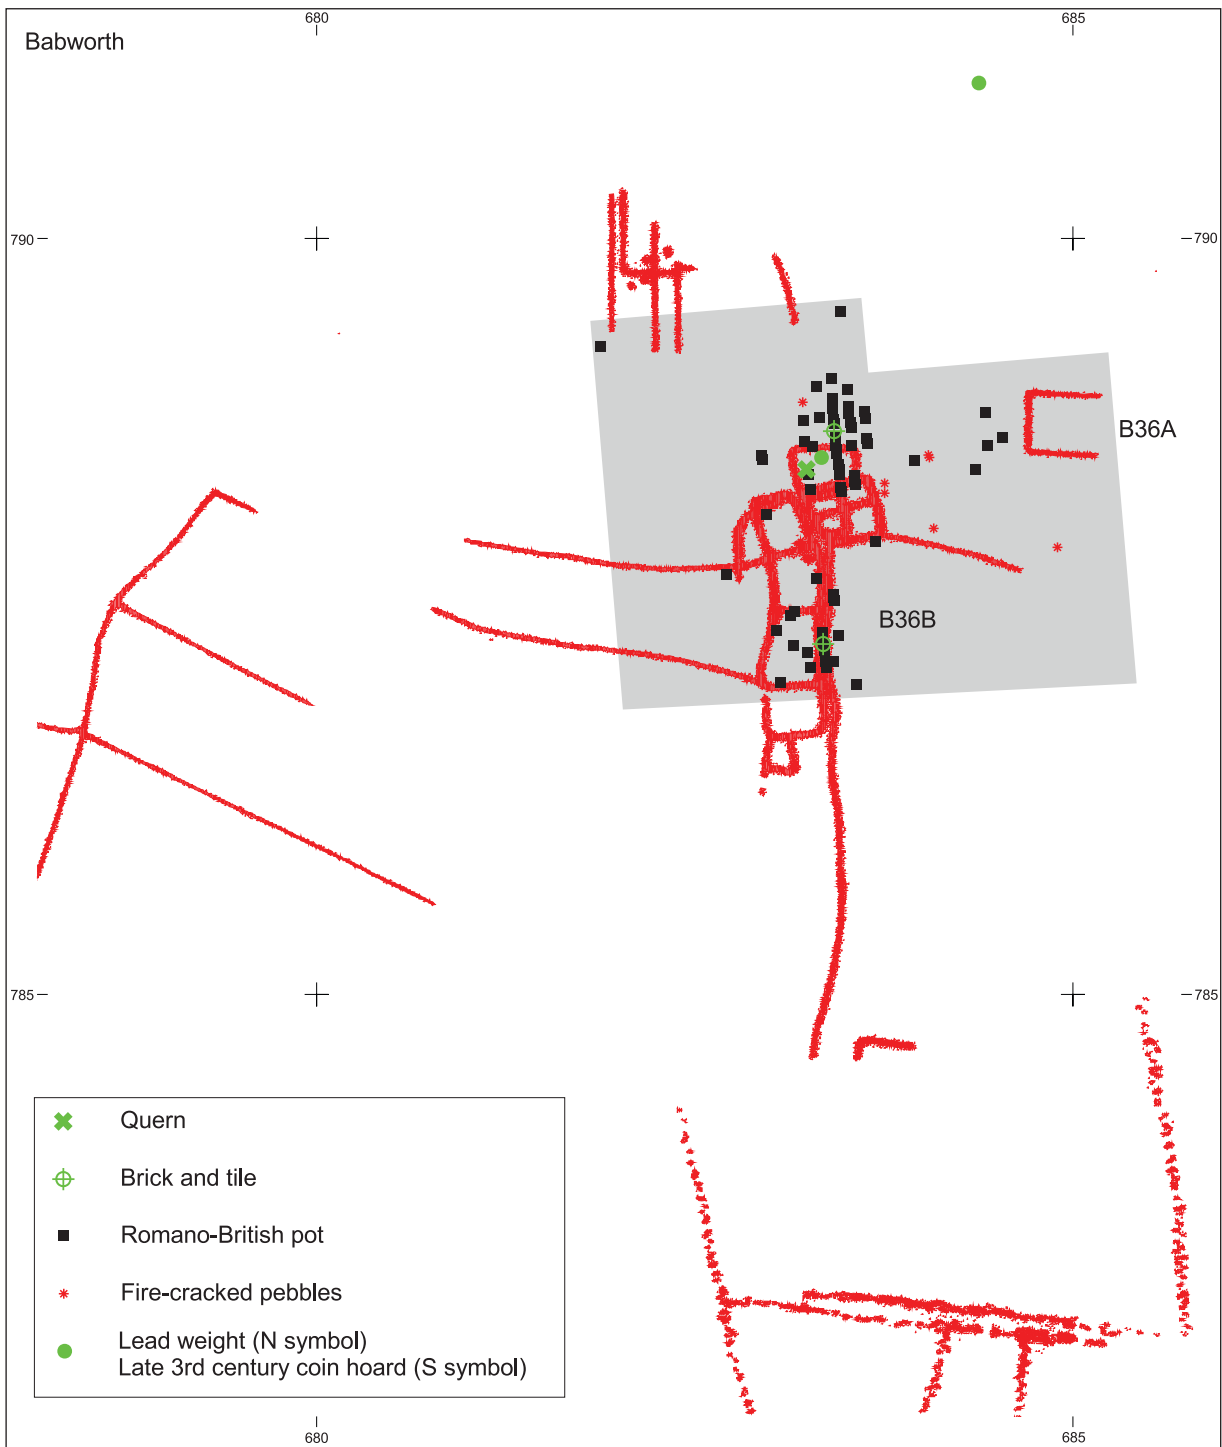 680
685
Babworth
790
790
B36A
B36B
785
785
Quern
Brick and tile
Romano-British pot
Fire-cracked pebbles
Lead weight (N symbol)
Late 3rd century coin hoard (S symbol)
680
685